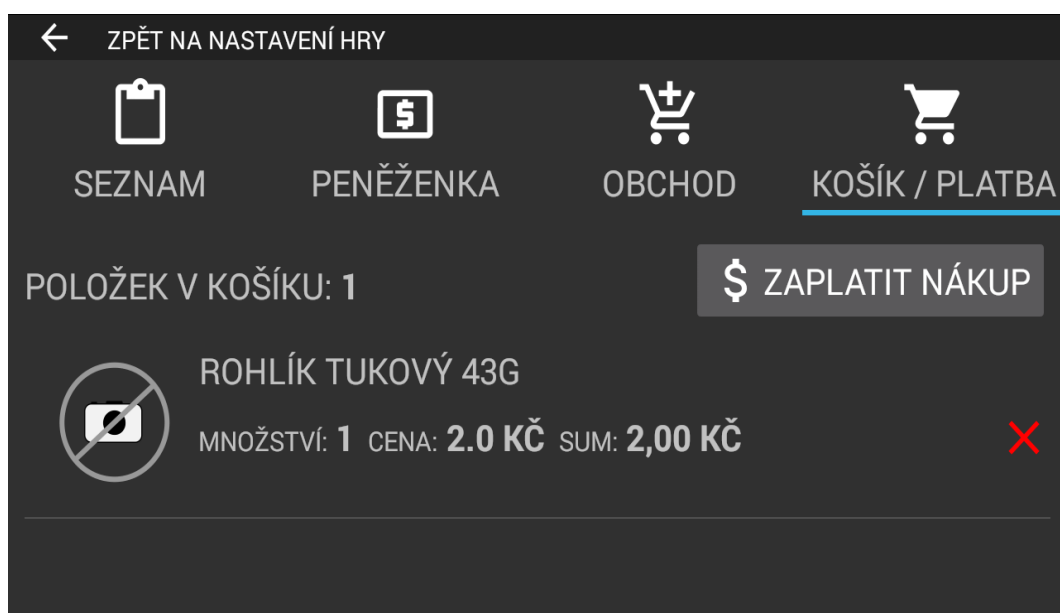 ZPĚT NA NASTAVENÍ HRY
SEZNAM PENĚŽENKA OBCHOD KOŠÍK / PLATBA
POLOŽEK V KOŠÍKU: 1 $ ZAPLATIT NÁKUP
ROHLÍK TUKOVÝ 43G
MNOŽSTVÍ: 1 CENA: 2.0 KČ SUM: 2,00 KČ